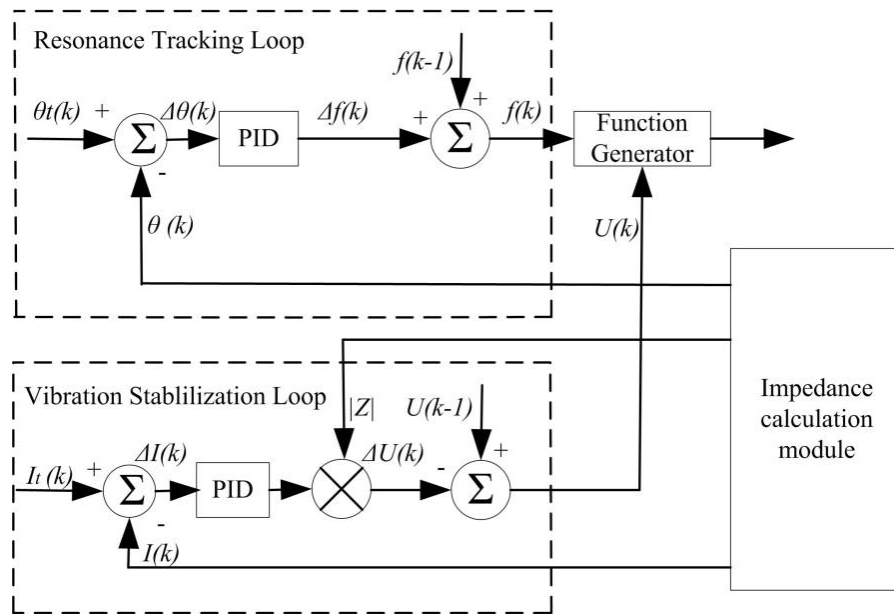 Resonance Tracking Loop
f(k-1)
θt(k) +
Δθ(k)
PID
Δf(k)
+
+
f(k)
Function
Generator
Σ
Σ
-
θ (k)
U(k)
Impedance
calculation
module
Vibration Stablilization Loop
|Z|
U(k-1)
It (k)
+
ΔI(k)
PID
ΔU(k)
-
+
Σ
Σ
-
I(k)